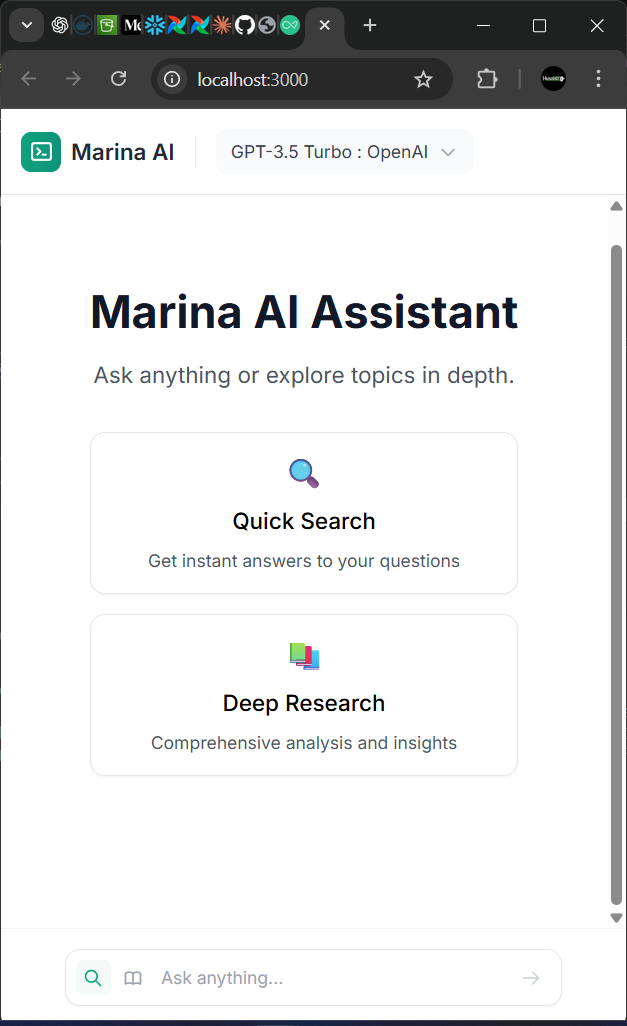 localhost:3000
Marina AI
GPT-3.5 Turbo : OpenAI
Marina AI Assistant
Ask anything or explore topics in depth.
Quick Search
Get instant answers to your questions
Deep Research
Comprehensive analysis and insights
Ask anything...